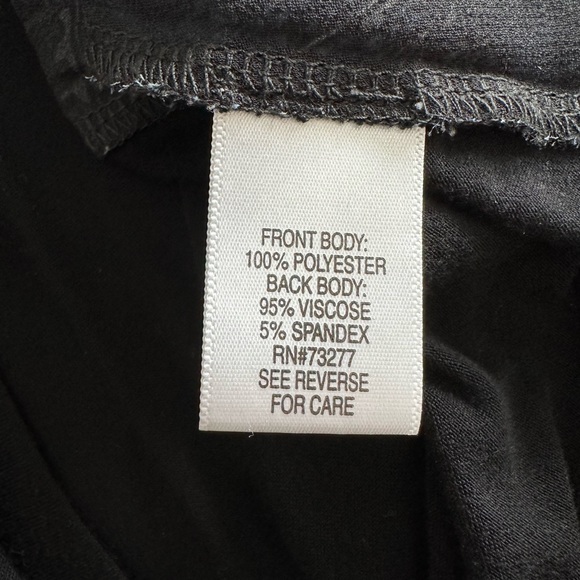 FRONT BODY:
100% POLYESTER
BACK BODY:
95% VISCOSE
5% SPANDEX
RN#73277
SEE REVERSE
FOR CARE